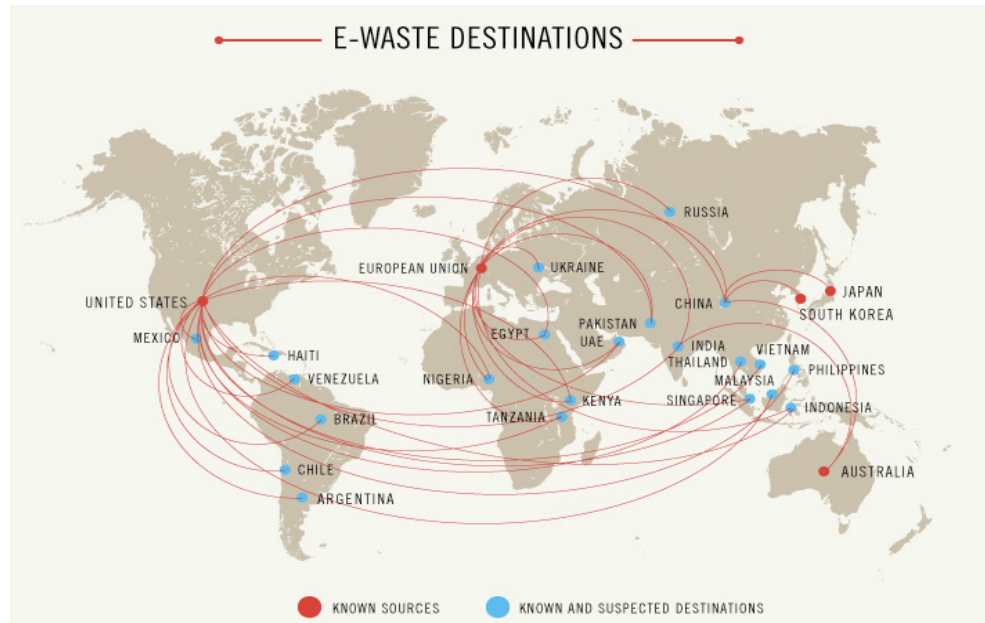 E-WASTE DESTINATIONS
RUSSIA
EUROPEAN UNION
UKRAINE
UNITED STATES
CHINA
JAPAN
SOUTH KOREA
MEXICO
EGYPT
PAKISTAN
UAE
INDIA
THAILAND
VIETNAM
HAITI
PHILIPPINES
VENEZUELA
NIGERIA
MALAYSIA
KENYA
SINGAPORE
INDONESIA
BRAZIL
TANZANIA
CHILE
AUSTRALIA
ARGENTINA
KNOWN SOURCES
KNOWN AND SUSPECTED DESTINATIONS